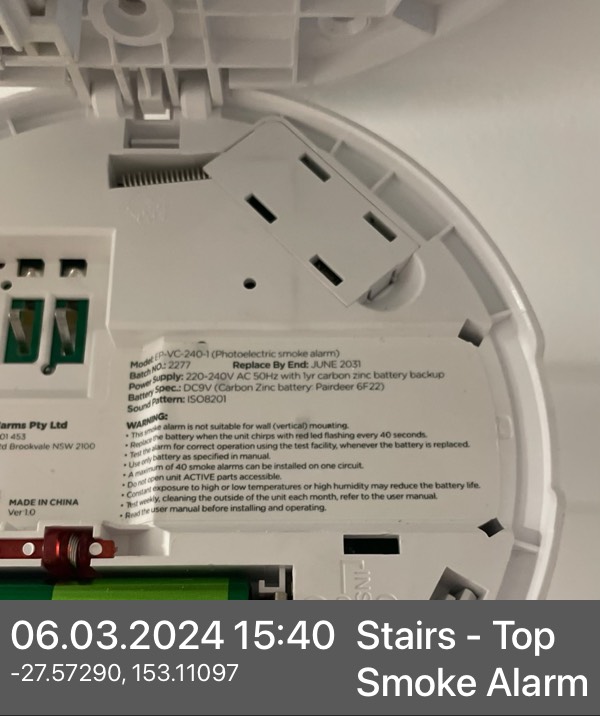 Model EP-VC-240-1 (Photoelectric smoke alarm)
Batch NO.: 2277 Replace By End: JUNE 2031
Power Supply: 220-240V AC 50Hz with 1yr carbon zinc battery backup
Battery Spec.: DC9V (Carbon Zinc battery: Pairdeer 6F22)
Sound Pattern: ISO8201
WARNING:
• This smoke alarm is not suitable for wall (vertical) mounting.
• Replace the battery when the unit chirps with red led flashing every 40 seconds.
• Test the alarm for correct operation using the test facility, whenever the battery is replaced.
• Use only battery as specified in manual.
• A maximum of 40 smoke alarms can be installed on one circuit.
• Do not open unit ACTIVE parts accessible.
• Constant exposure to high or low temperatures or high humidity may reduce the battery life.
• Test weekly, cleaning the outside of the unit each month, refer to the user manual.
• Read the user manual before installing and operating.
larms Pty Ltd
01 453
rd Brookvale NSW 2100
MADE IN CHINA
Ver 1.0
06.03.2024 15:40
-27.57290, 153.11097
Stairs - Top
Smoke Alarm